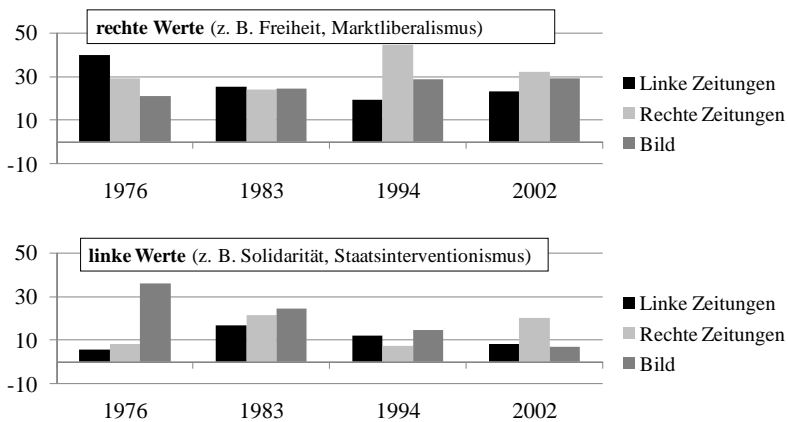 rechte Werte (z. B. Freiheit, Marktliberalismus)
50
30
10
-10
1976 1983 1994 2002
Linke Zeitungen
Rechte Zeitungen
Bild
linke Werte (z. B. Solidarität, Staatsinterventionismus)
50
30
10
-10
1976 1983 1994 2002
Linke Zeitungen
Rechte Zeitungen
Bild